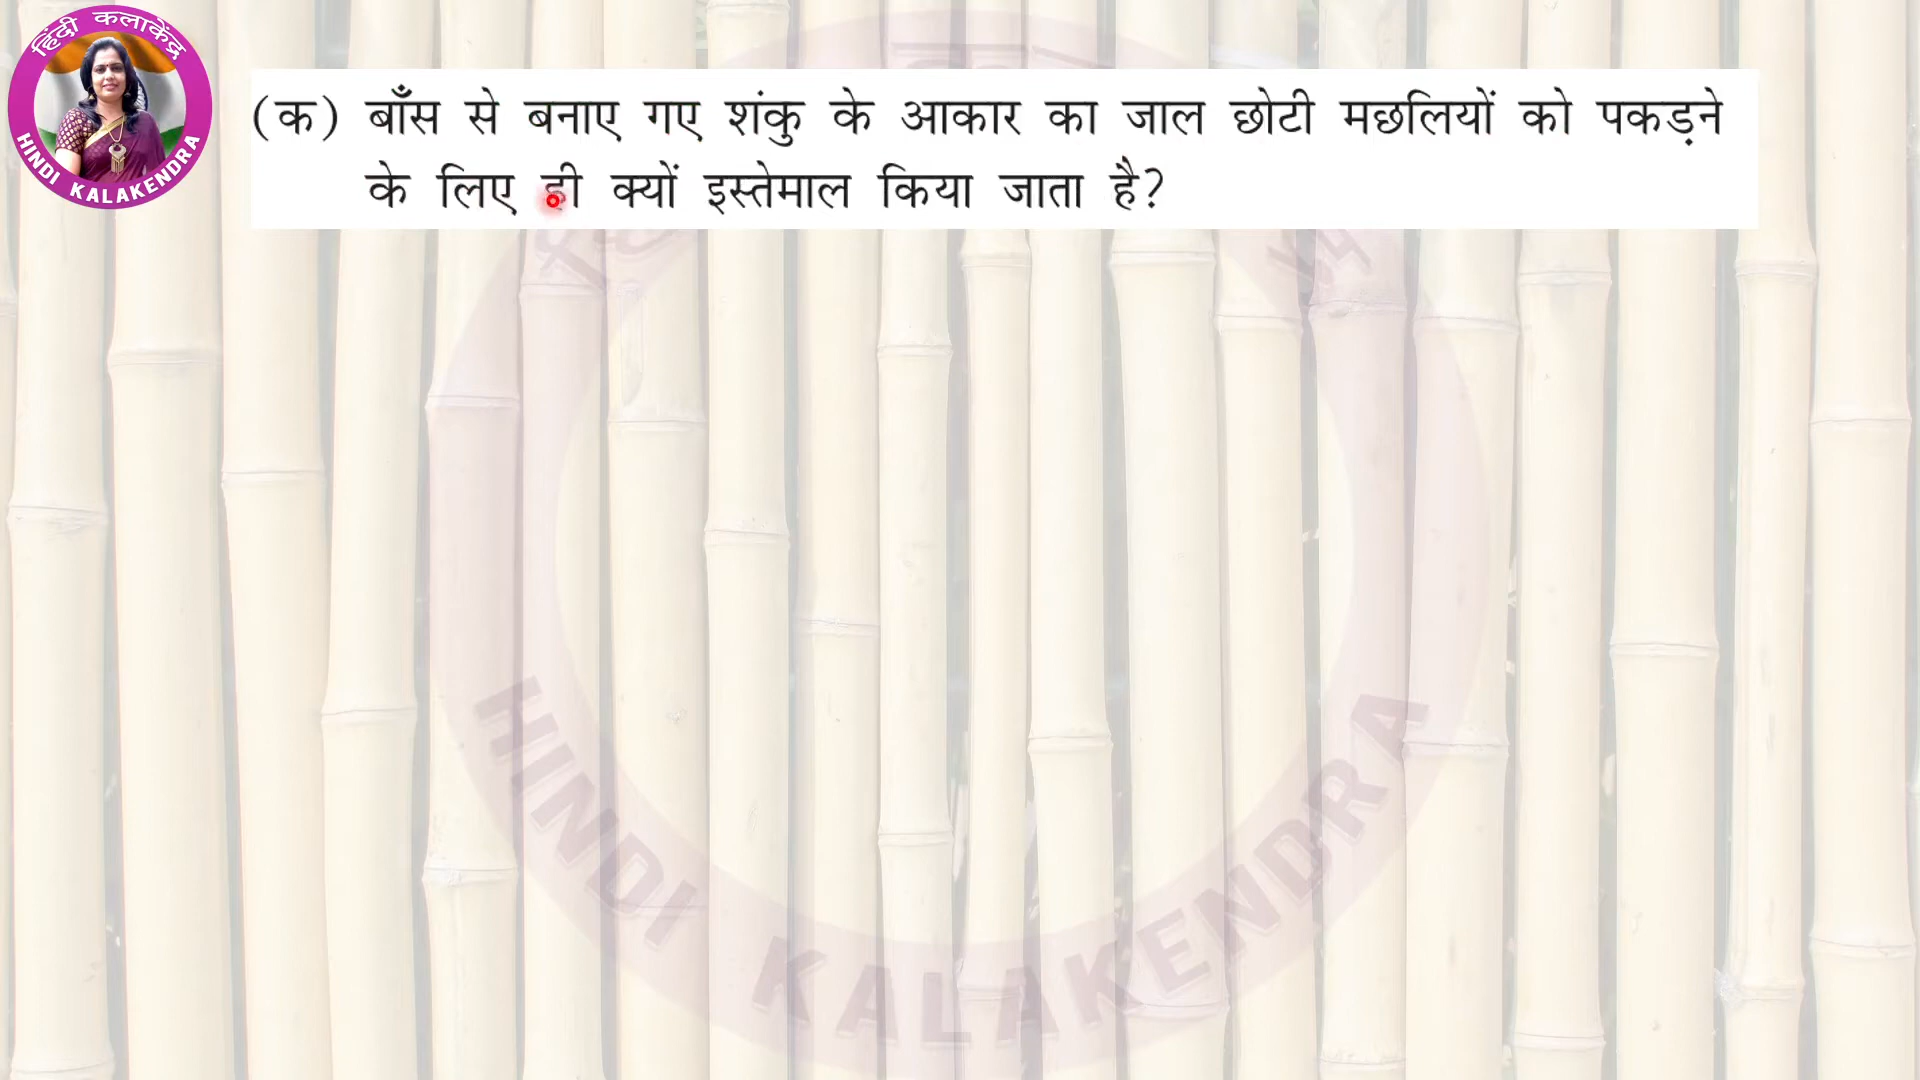 हिंदी कलाकेंद्र
HINDI KALAKENDRA
(क) बाँस से बनाए गए शंकु के आकार का जाल छोटी मछलियों को पकड़ने
के लिए ही क्यों इस्तेमाल किया जाता है?
HINDI KALAKENDRA